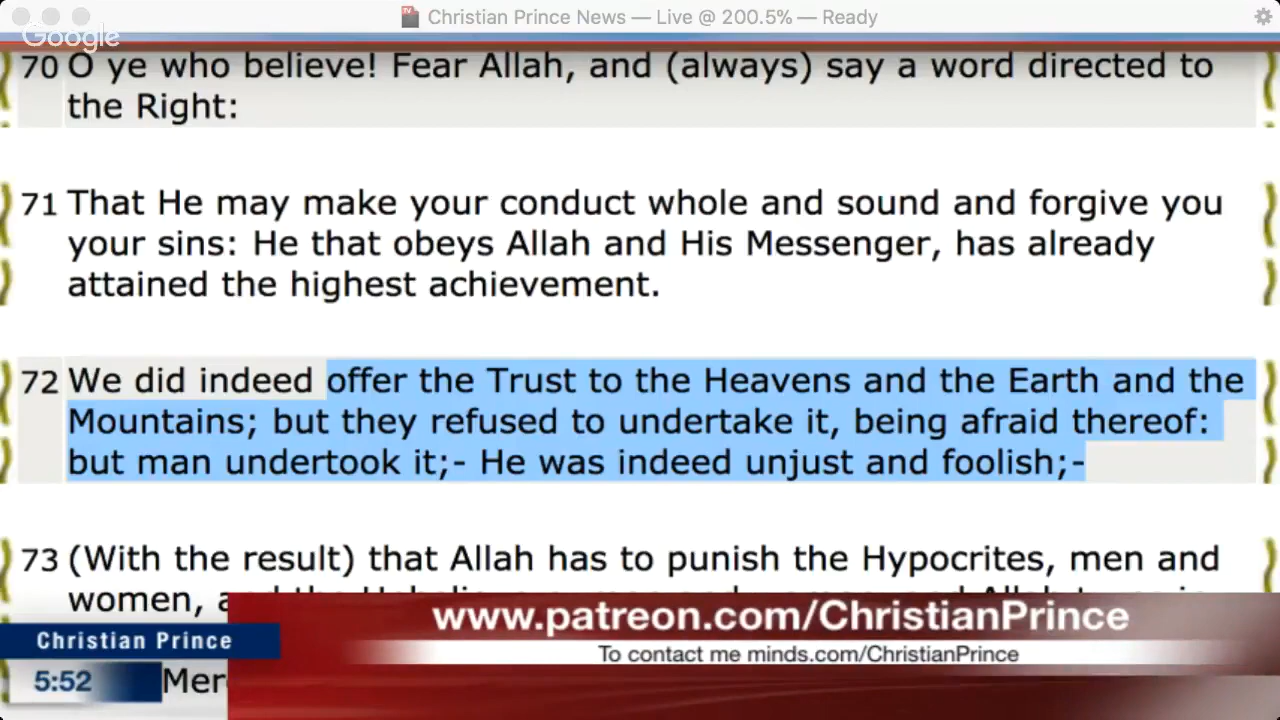 Christian Prince News — Live @ 200.5% — Ready
Google
70 O ye who believe! Fear Allah, and (always) say a word directed to
the Right:
71 That He may make your conduct whole and sound and forgive you
your sins: He that obeys Allah and His Messenger, has already
attained the highest achievement.
72 We did indeed offer the Trust to the Heavens and the Earth and the
Mountains; but they refused to undertake it, being afraid thereof:
but man undertook it;- He was indeed unjust and foolish;-
73 (With the result) that Allah has to punish the Hypocrites, men and
women,
www.patreon.com/ChristianPrince
Christian Prince
To contact me minds.com/ChristianPrince
5:52